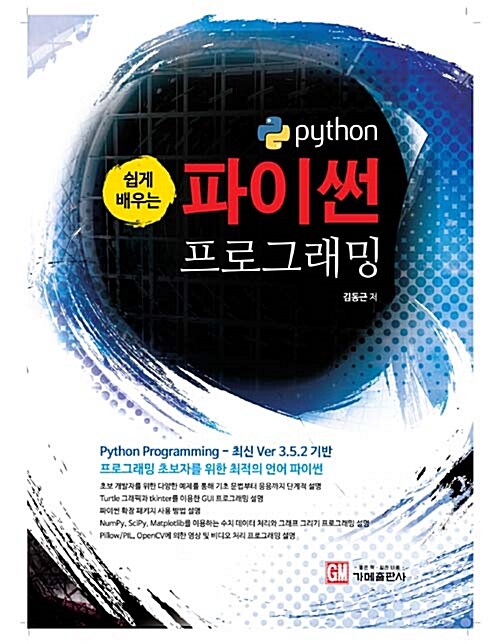 python
쉽게
배우는
파이썬
프로그래밍
김동근 저
Python Programming – 최신 Ver 3.5.2 기반
프로그래밍 초보자를 위한 최적의 언어 파이썬
초보 개발자를 위한 다양한 예제를 통해 기초 문법부터 응용까지 단계적 설명
Turtle 그래픽과 tkinter를 이용한 GUI 프로그래밍 설명
파이썬 확장 패키지 사용 방법 설명
NumPy, SciPy, Matplotlib를 이용하는 수치 데이터 처리와 그래프 그리기 프로그래밍 설명
Pillow/PIL, OpenCV에 의한 영상 및 비디오 처리 프로그래밍 설명
GM
가메출판사